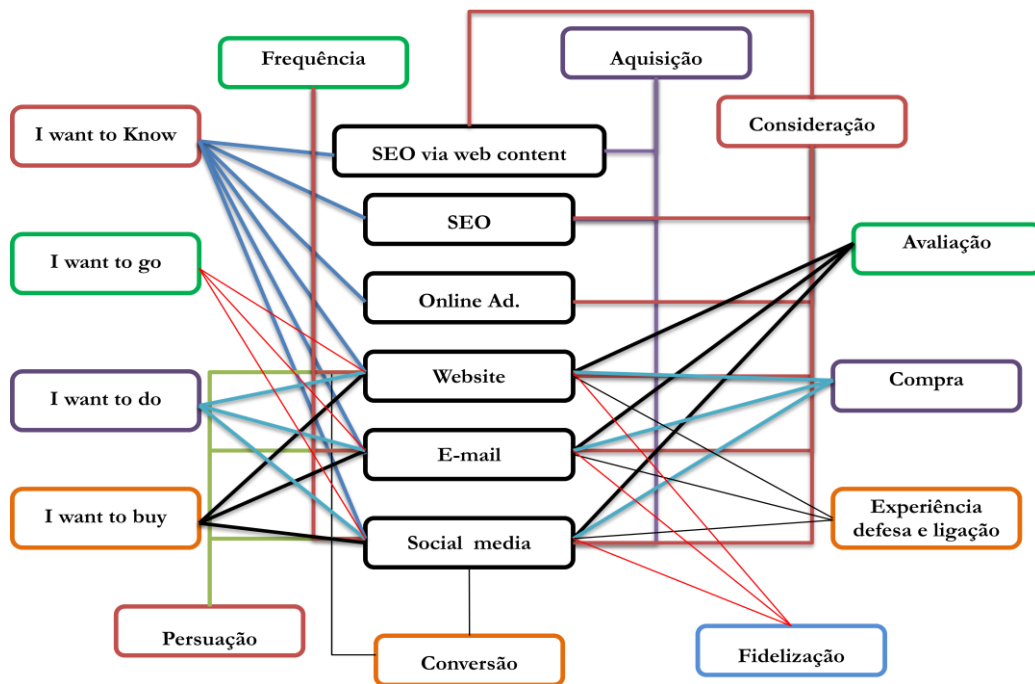 Frequência
Aquisição
I want to Know
Consideração
SEO via web content
SEO
I want to go
Avaliação
Online Ad.
Website
I want to do
Compra
E-mail
I want to buy
Experiência
defesa e ligação
Social media
Persuação
Conversão
Fidelização